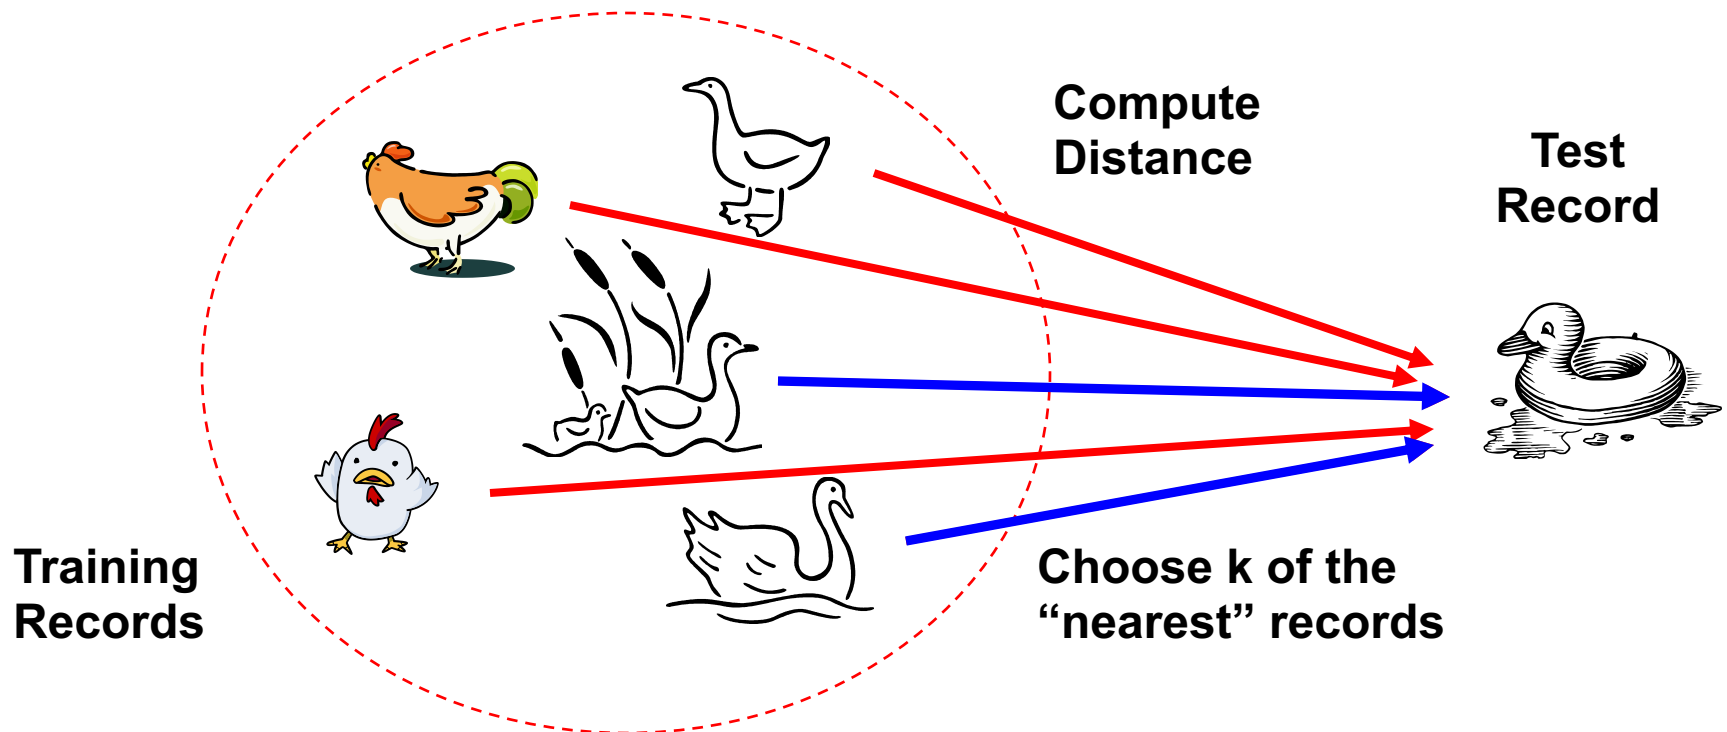 Compute
Distance
Test
Record
Training
Records
Choose k of the
“nearest” records